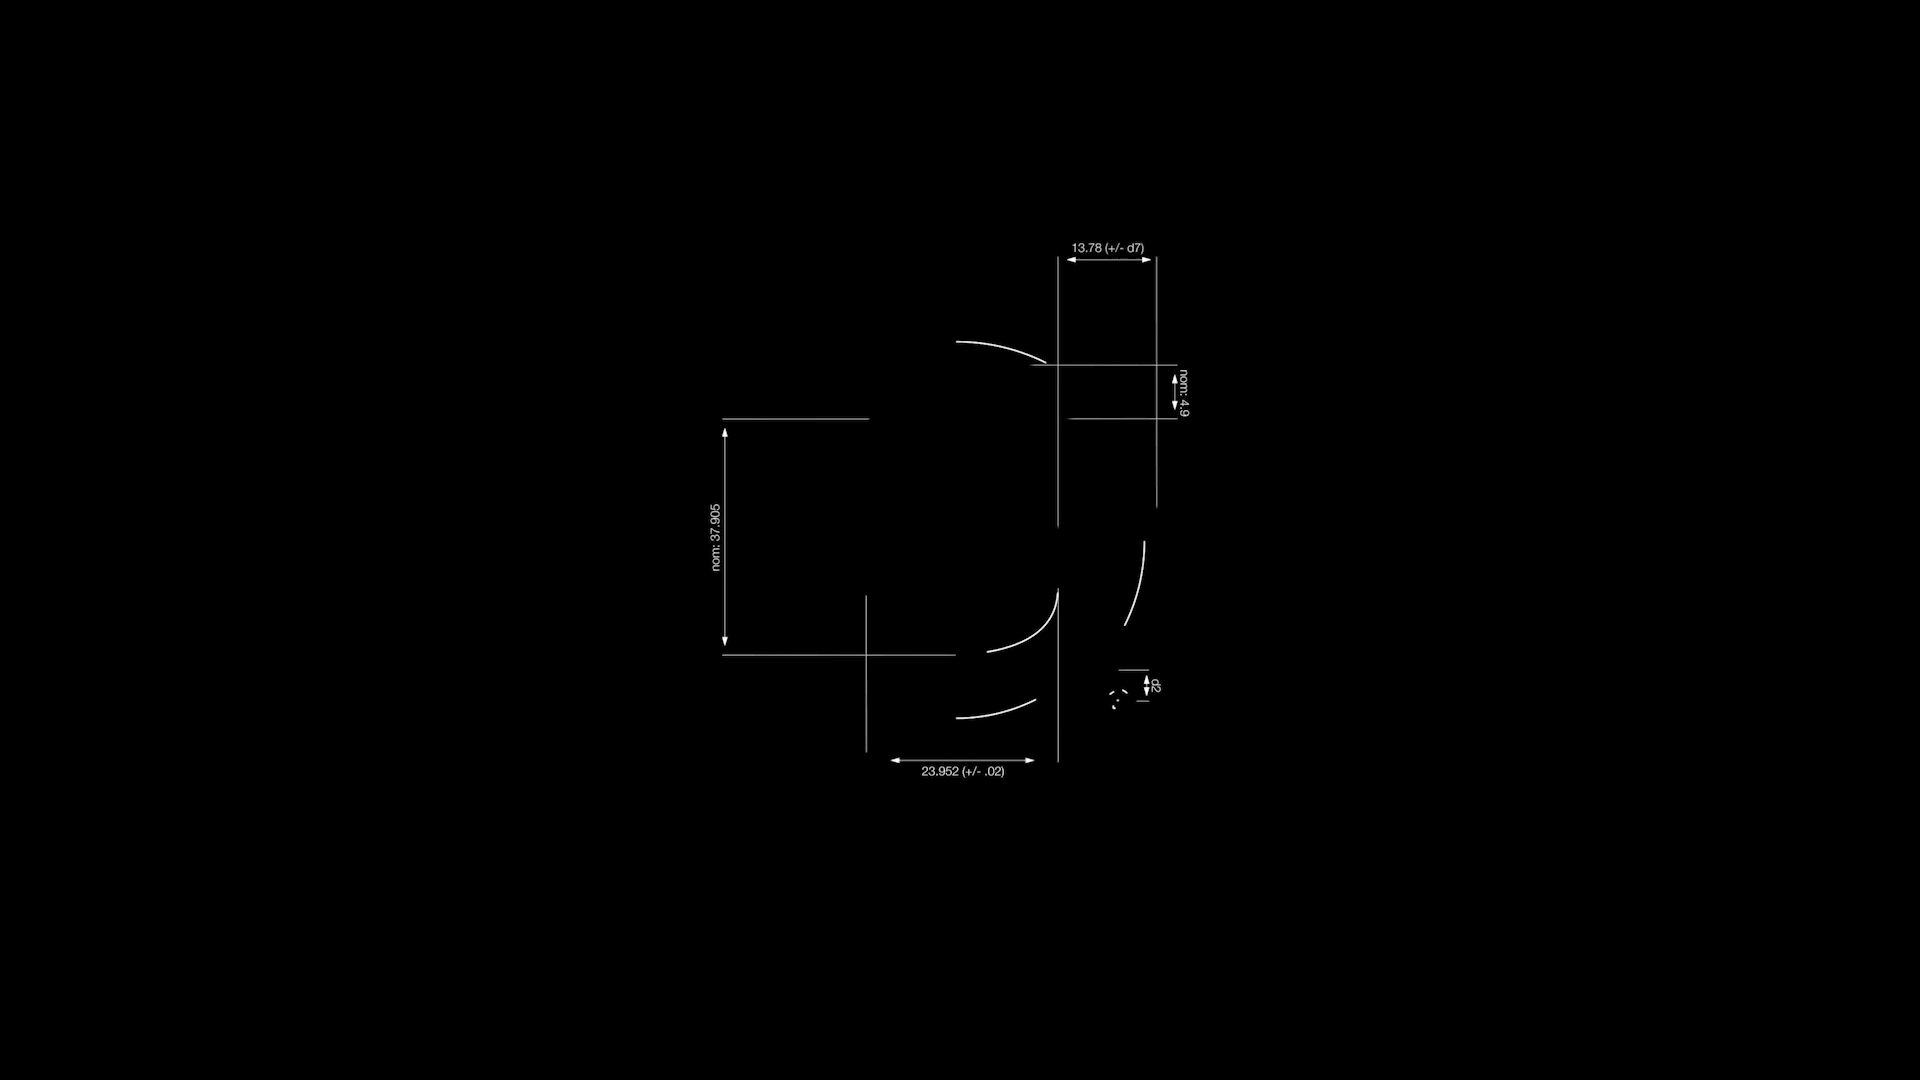 13.78 (+/- d7)
nom: 4.9
nom: 37.905
d2
23.952 (+/- .02)